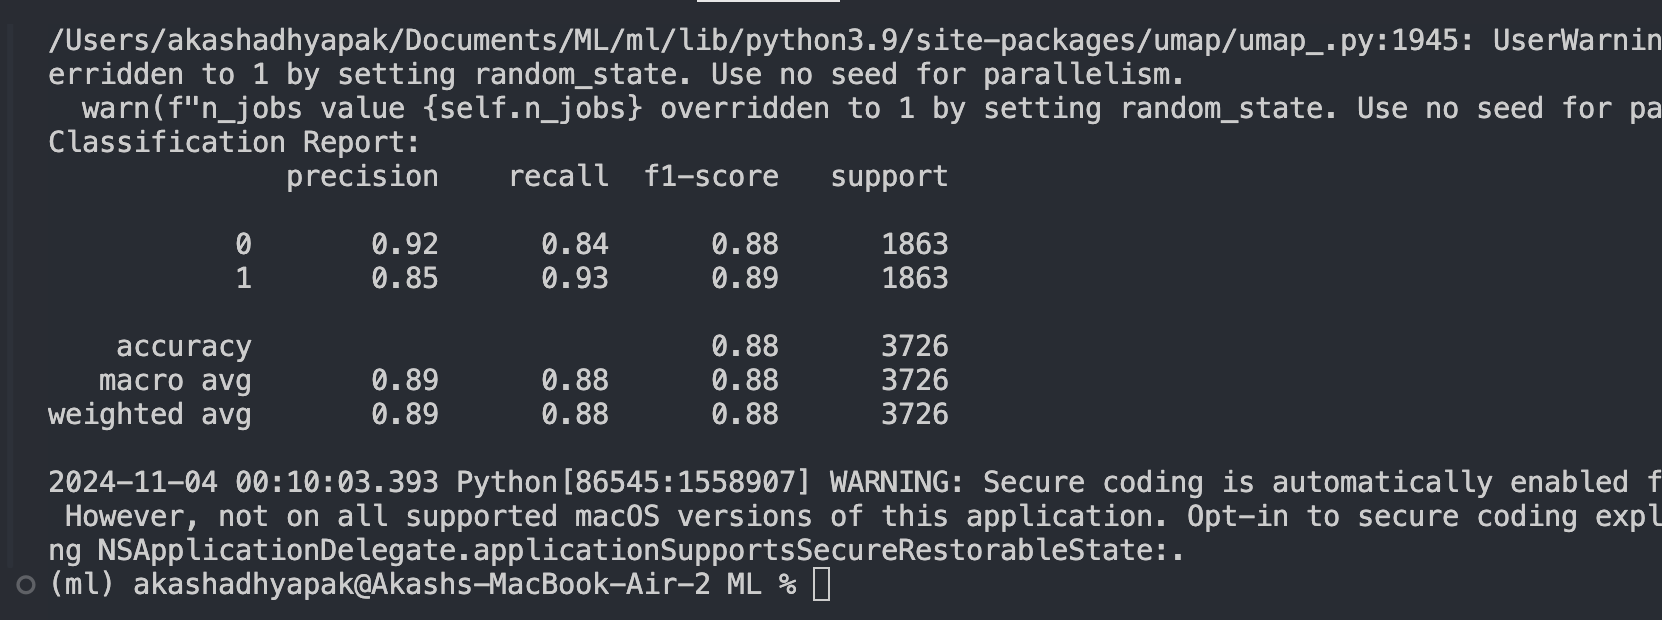 /Users/akashadhyapak/Documents/ML/ml/lib/python3.9/site-packages/umap/umap_.py:1945: UserWarnin
erridden to 1 by setting random_state. Use no seed for parallelism.
  warn(f"n_jobs value {self.n_jobs} overridden to 1 by setting random_state. Use no seed for pa
Classification Report:
              precision    recall  f1-score   support

           0       0.92      0.84      0.88      1863
           1       0.85      0.93      0.89      1863

    accuracy                           0.88      3726
   macro avg       0.89      0.88      0.88      3726
weighted avg       0.89      0.88      0.88      3726

2024-11-04 00:10:03.393 Python[86545:1558907] WARNING: Secure coding is automatically enabled f
 However, not on all supported macOS versions of this application. Opt-in to secure coding expl
ng NSApplicationDelegate.applicationSupportsSecureRestorableState:.
(ml) akashadhyapak@Akashs-MacBook-Air-2 ML %